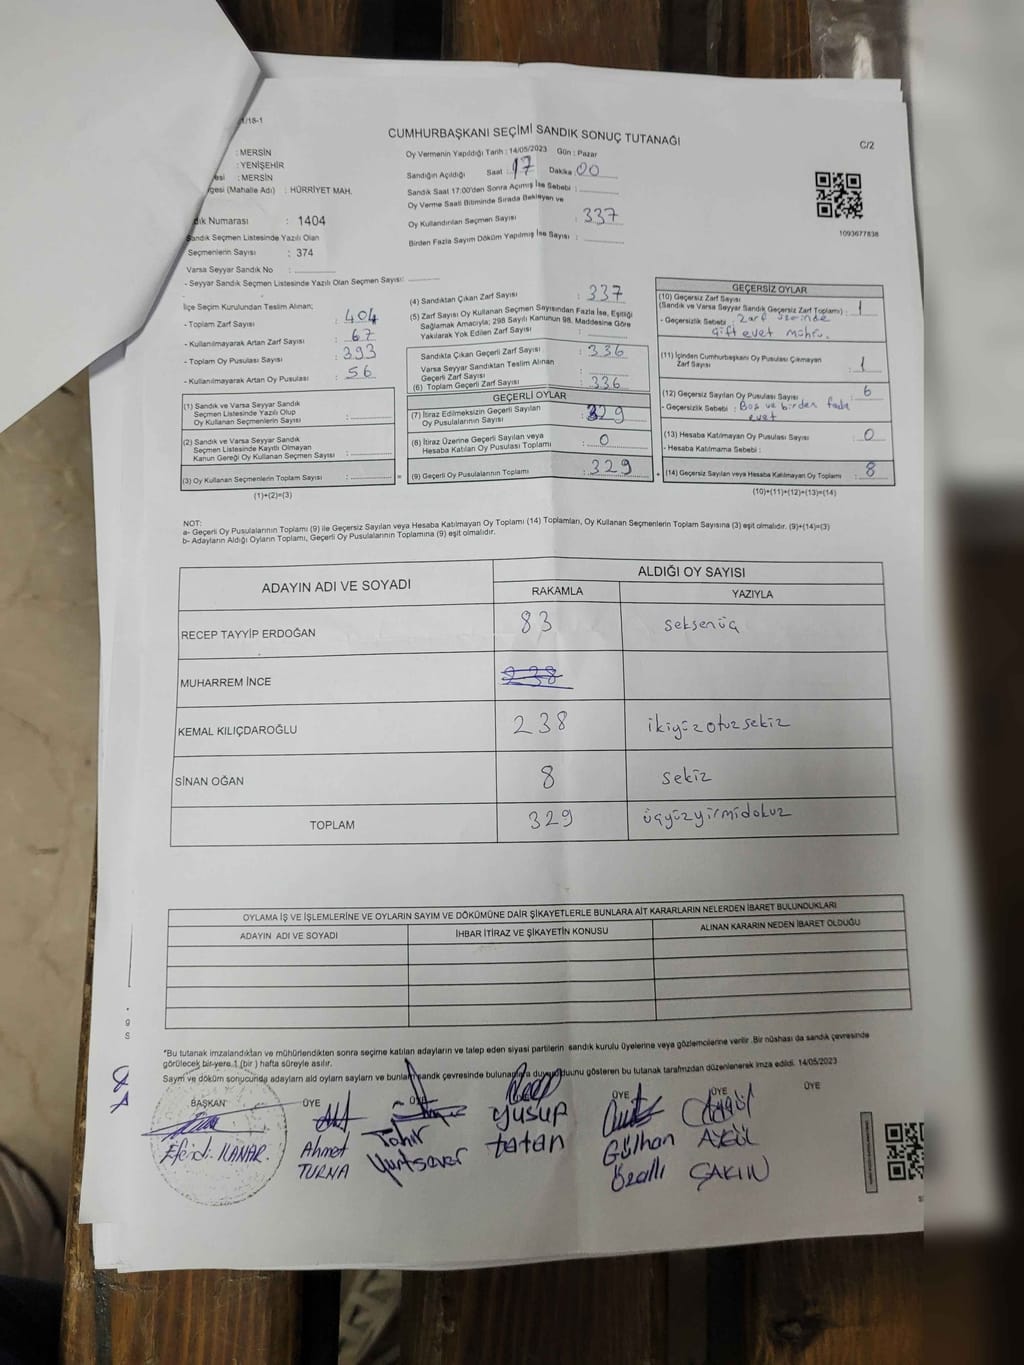 1/18-1
CUMHURBAŞKANI SEÇİMİ SANDIK SONUÇ TUTANAĞI
C/2
: MERSİN
: YENİŞEHİR
esi : MERSİN
gesi (Mahalle Adı) : HÜRRİYET MAH.
dık Numarası : 1404
Sandık Seçmen Listesinde Yazılı Olan
Seçmenlerin Sayısı : 374
Varsa Seyyar Sandık No :
- Seyyar Sandık Seçmen Listesinde Yazılı Olan Seçmen Sayısı:
Oy Vermenin Yapıldığı Tarih : 14/05/2023 Gün : Pazar
Sandığın Açıldığı Saat : 17 Dakika : 00
Sandık Saat 17:00'den Sonra Açılmış İse Sebebi :
Oy Verme Saati Bitiminde Sırada Bekleyen ve
Oy Kullandırılan Seçmen Sayısı : 337
Birden Fazla Sayım Döküm Yapılmış İse Sayısı :
1093677838
İlçe Seçim Kurulundan Teslim Alınan;
- Toplam Zarf Sayısı : 404
- Kullanılmayarak Artan Zarf Sayısı : 67
- Toplam Oy Pusulası Sayısı : 393
- Kullanılmayarak Artan Oy Pusulası : 56
(1) Sandık ve Varsa Seyyar Sandık
Seçmen Listesinde Yazılı Olup
Oy Kullanan Seçmenlerin Sayısı :
(2) Sandık ve Varsa Seyyar Sandık
Seçmen Listesinde Kayıtlı Olmayan
Kanun Gereği Oy Kullanan Seçmen Sayısı :
(3) Oy Kullanan Seçmenlerin Toplam Sayısı : =
(1)+(2)=(3)
(4) Sandıktan Çıkan Zarf Sayısı : 337
(5) Zarf Sayısı Oy Kullanan Seçmen Sayısından Fazla İse, Eşitliği
Sağlamak Amacıyla; 298 Sayılı Kanunun 98. Maddesine Göre
Yakılarak Yok Edilen Zarf Sayısı :
Sandıkta Çıkan Geçerli Zarf Sayısı : 336
Varsa Seyyar Sandıktan Teslim Alınan
Geçerli Zarf Sayısı :
(6) Toplam Geçerli Zarf Sayısı : 336
GEÇERLİ OYLAR
(7) İtiraz Edilmeksizin Geçerli Sayılan
Oy Pusulalarının Sayısı : 329
(8) İtiraz Üzerine Geçerli Sayılan veya
Hesaba Katılan Oy Pusulası Toplamı : 0
(9) Geçerli Oy Pusulalarının Toplamı : 329 +
GEÇERSİZ OYLAR
(10) Geçersiz Zarf Sayısı
(Sandık ve Varsa Seyyar Sandık Geçersiz Zarf Toplamı) : 1
- Geçersizlik Sebebi : Zarf üzerinde
Çift evet mührü.
(11) İçinden Cumhurbaşkanı Oy Pusulası Çıkmayan
Zarf Sayısı : 1
(12) Geçersiz Sayılan Oy Pusulası Sayısı : 6
- Geçersizlik Sebebi : Boş ve birden fazla
evet
(13) Hesaba Katılmayan Oy Pusulası Sayısı : 0
- Hesaba Katılmama Sebebi :
(14) Geçersiz Sayılan veya Hesaba Katılmayan Oy Toplamı : 8
(10)+(11)+(12)+(13)=(14)
NOT:
a- Geçerli Oy Pusulalarının Toplamı (9) ile Geçersiz Sayılan veya Hesaba Katılmayan Oy Toplamı (14) Toplamları, Oy Kullanan Seçmenlerin Toplam Sayısına (3) eşit olmalıdır. (9)+(14)=(3)
b- Adayların Aldığı Oyların Toplamı, Geçerli Oy Pusulalarının Toplamına (9) eşit olmalıdır.
ADAYIN ADI VE SOYADI
ALDIĞI OY SAYISI
RAKAMLA YAZIYLA
RECEP TAYYİP ERDOĞAN 83 seksenüç
MUHARREM İNCE 238
KEMAL KILIÇDAROĞLU 238 ikiyüzotuzsekiz
SİNAN OĞAN 8 sekiz
TOPLAM 329 üçyüzyirmidokuz
OYLAMA İŞ VE İŞLEMLERİNE VE OYLARIN SAYIM VE DÖKÜMÜNE DAİR ŞİKAYETLERLE BUNLARA AİT KARARLARIN NELERDEN İBARET BULUNDUKLARI
ADAYIN ADI VE SOYADI İHBAR İTİRAZ VE ŞİKAYETİN KONUSU ALINAN KARARIN NEDEN İBARET OLDUĞU
*Bu tutanak imzalandıktan ve mühürlendikten sonra seçime katılan adayların ve talep eden siyasi partilerin sandık kurulu üyelerine veya gözlemcilerine verilir. Bir nüshası da sandık çevresinde
görülecek bir yere 1 (bir ) hafta süreyle asılır.
Sayım ve döküm sonucunda adayların ald oyların sayların ve bunların sandık çevresinde bulunanlara duyurulduğunu gösteren bu tutanak tarafımızdan düzenlenerek imza edildi. 14/05/2023
BAŞKAN ÜYE ÜYE ÜYE ÜYE ÜYE
KANAR.
Ahmet TURNA
Tahir Yurtsever
Yusuf tatan
Gülhan Özallı
AYGÜL ŞAKIN